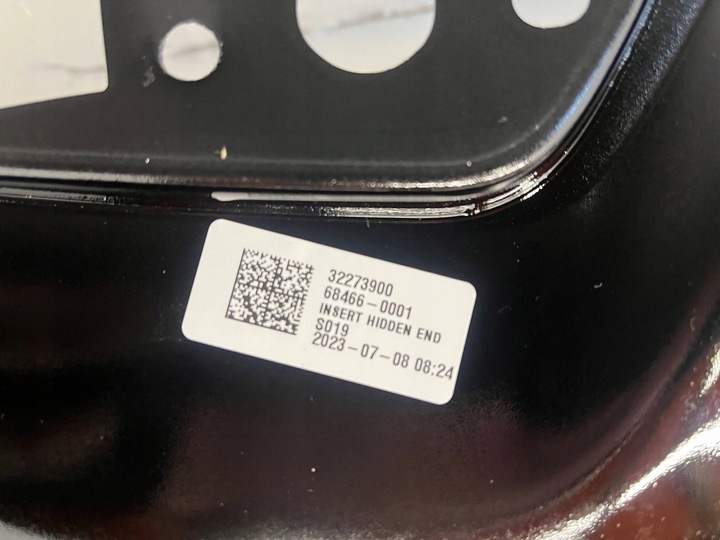 32273900
68466-0001
INSERT HIDDEN END
S019
2023-07-08 08:24